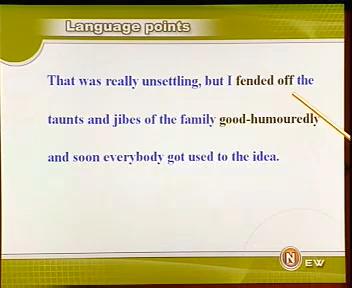 Language points
That was really unsettling, but I fended off the
taunts and jibes of the family good-humouredly
and soon everybody got used to the idea.
N EW